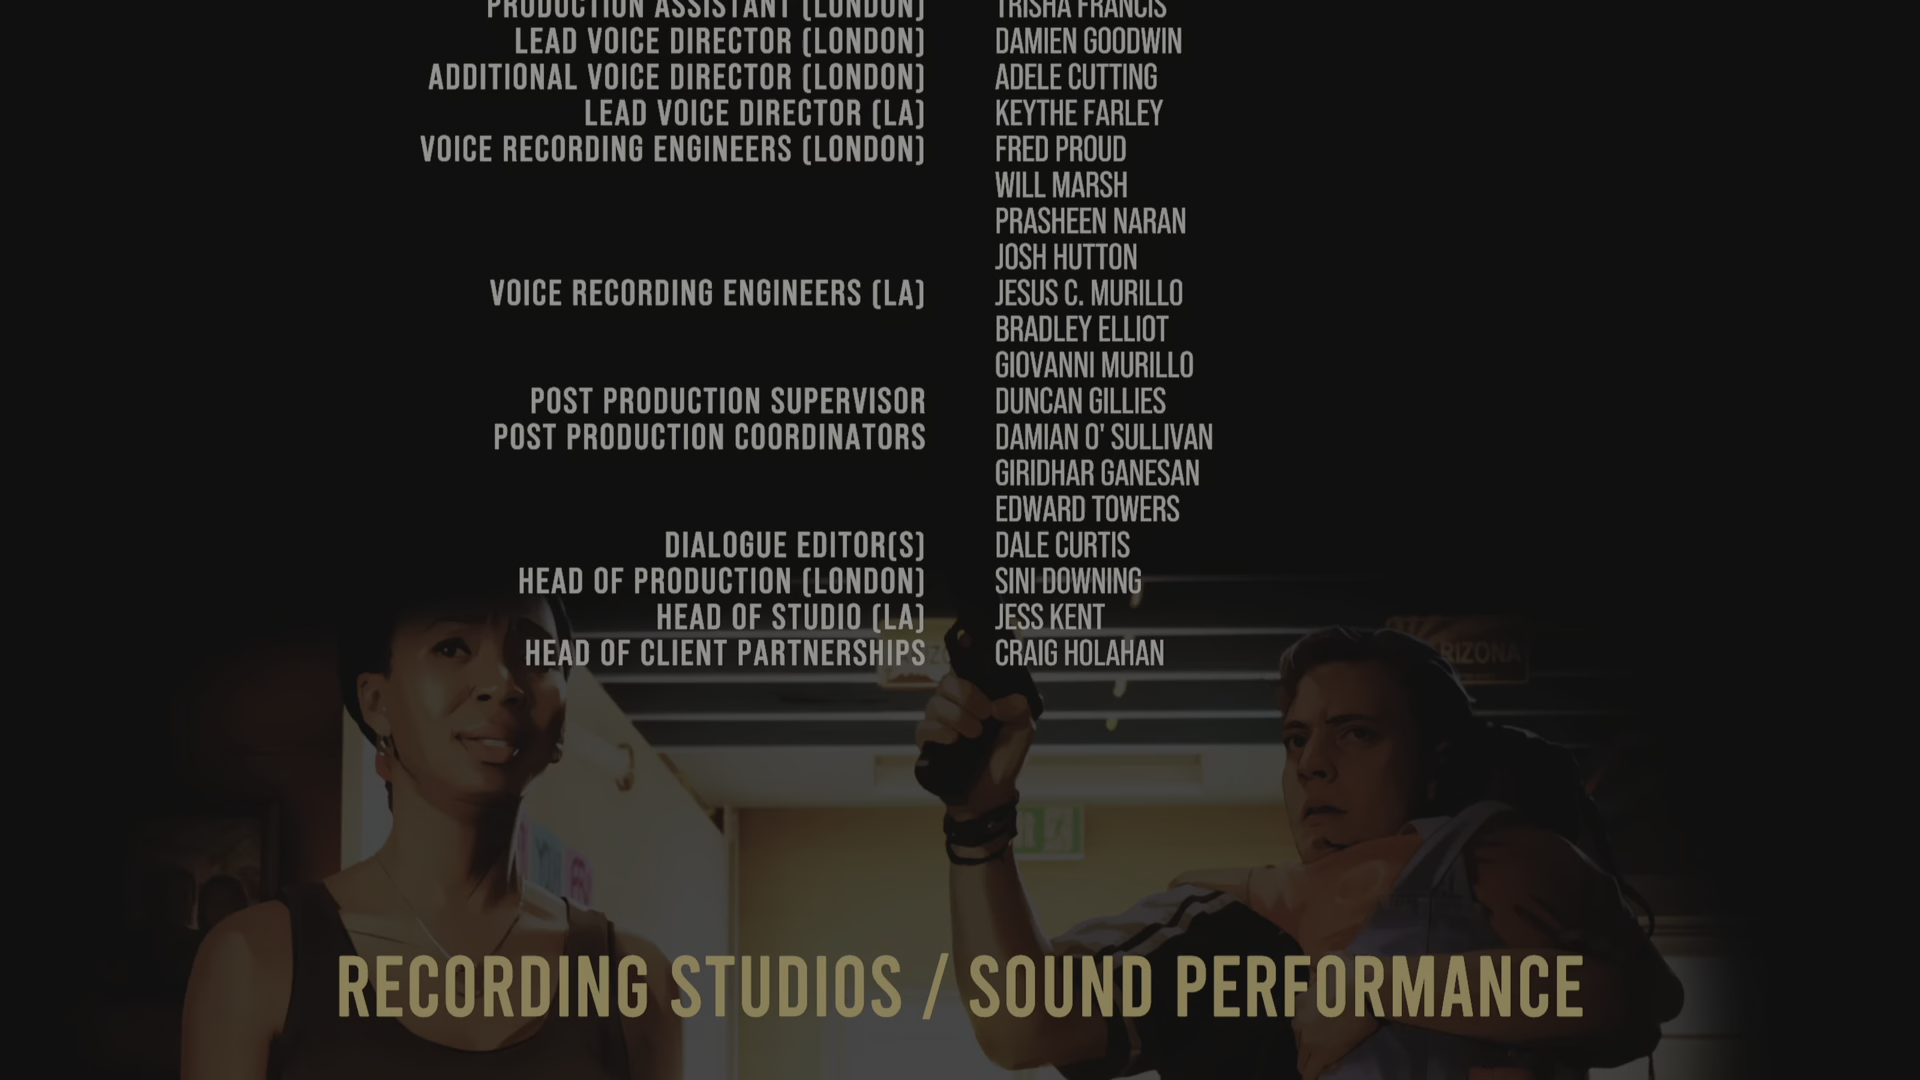 PRODUCTION ASSISTANT (LONDON) TRISHA FRANCIS
LEAD VOICE DIRECTOR (LONDON) DAMIEN GOODWIN
ADDITIONAL VOICE DIRECTOR (LONDON) ADELE CUTTING
LEAD VOICE DIRECTOR (LA) KEYTHE FARLEY
VOICE RECORDING ENGINEERS (LONDON) FRED PROUD
WILL MARSH
PRASHEEN NARAN
JOSH HUTTON
VOICE RECORDING ENGINEERS (LA) JESUS C. MURILLO
BRADLEY ELLIOT
GIOVANNI MURILLO
POST PRODUCTION SUPERVISOR DUNCAN GILLIES
POST PRODUCTION COORDINATORS DAMIAN O' SULLIVAN
GIRIDHAR GANESAN
EDWARD TOWERS
DIALOGUE EDITOR(S) DALE CURTIS
HEAD OF PRODUCTION (LONDON) SINI DOWNING
HEAD OF STUDIO (LA) JESS KENT
HEAD OF CLIENT PARTNERSHIPS CRAIG HOLAHAN
RIZONA
YOU
RECORDING STUDIOS / SOUND PERFORMANCE